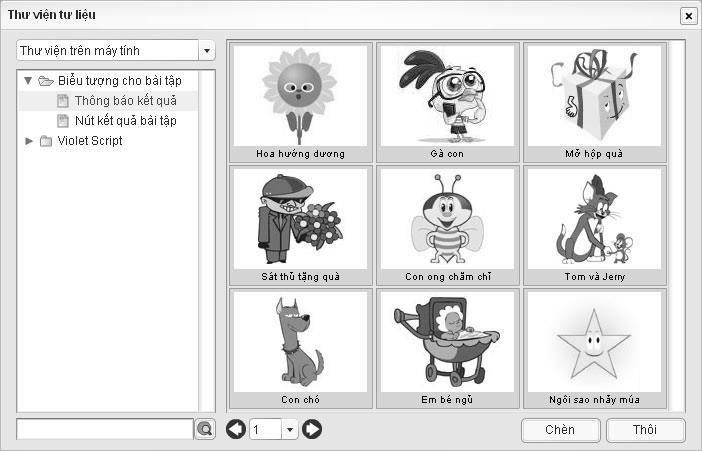 Thư viện tư liệu
Thư viện trên máy tính
Biểu tượng cho bài tập
Thông báo kết quả
Nút kết quả bài tập
Violet Script
Hoa hướng dương
Gà con
Mở hộp quà
Sát thủ tặng quà
Con ong chăm chỉ
Tom và Jerry
Con chó
Em bé ngủ
Ngôi sao nhảy múa
1
Chèn
Thôi